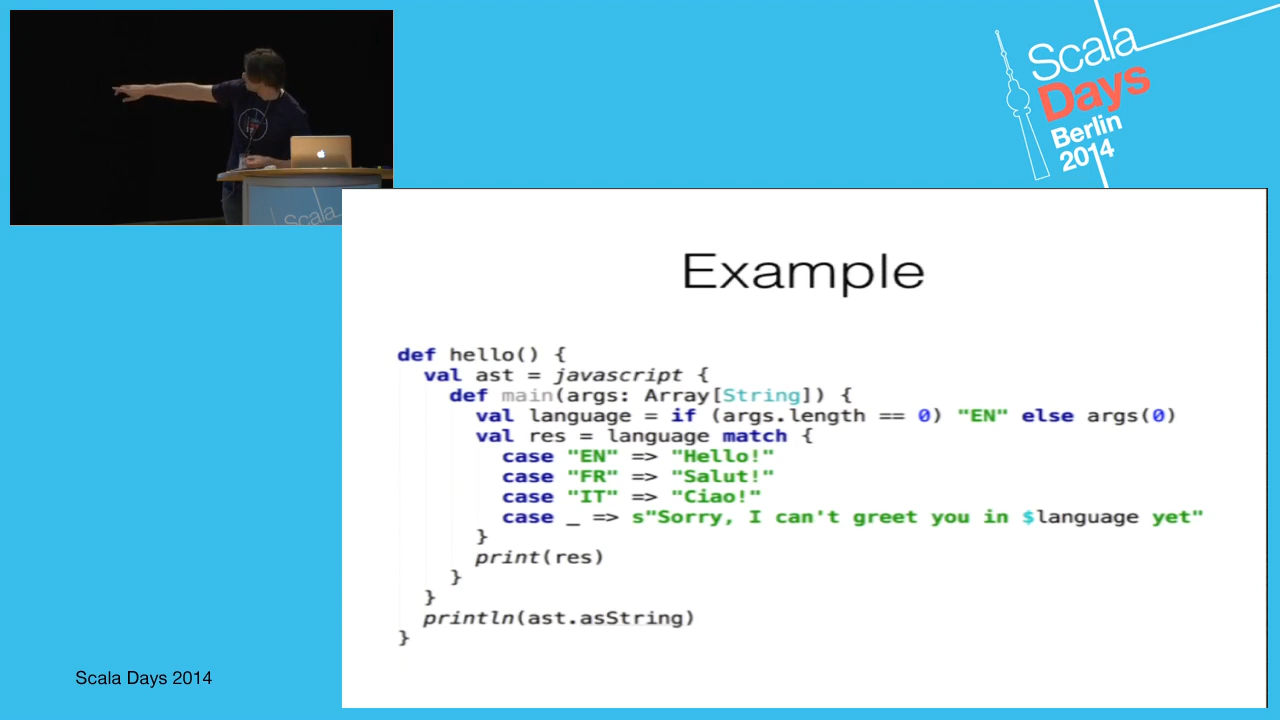 Scala
Days
Berlin
2014
Scala
Example
def hello() {
  val ast = javascript {
    def main(args: Array[String]) {
      val language = if (args.length == 0) "EN" else args(0)
      val res = language match {
        case "EN" => "Hello!"
        case "FR" => "Salut!"
        case "IT" => "Ciao!"
        case _ => s"Sorry, I can't greet you in $language yet"
      }
      print(res)
    }
  }
  println(ast.asString)
}
Scala Days 2014